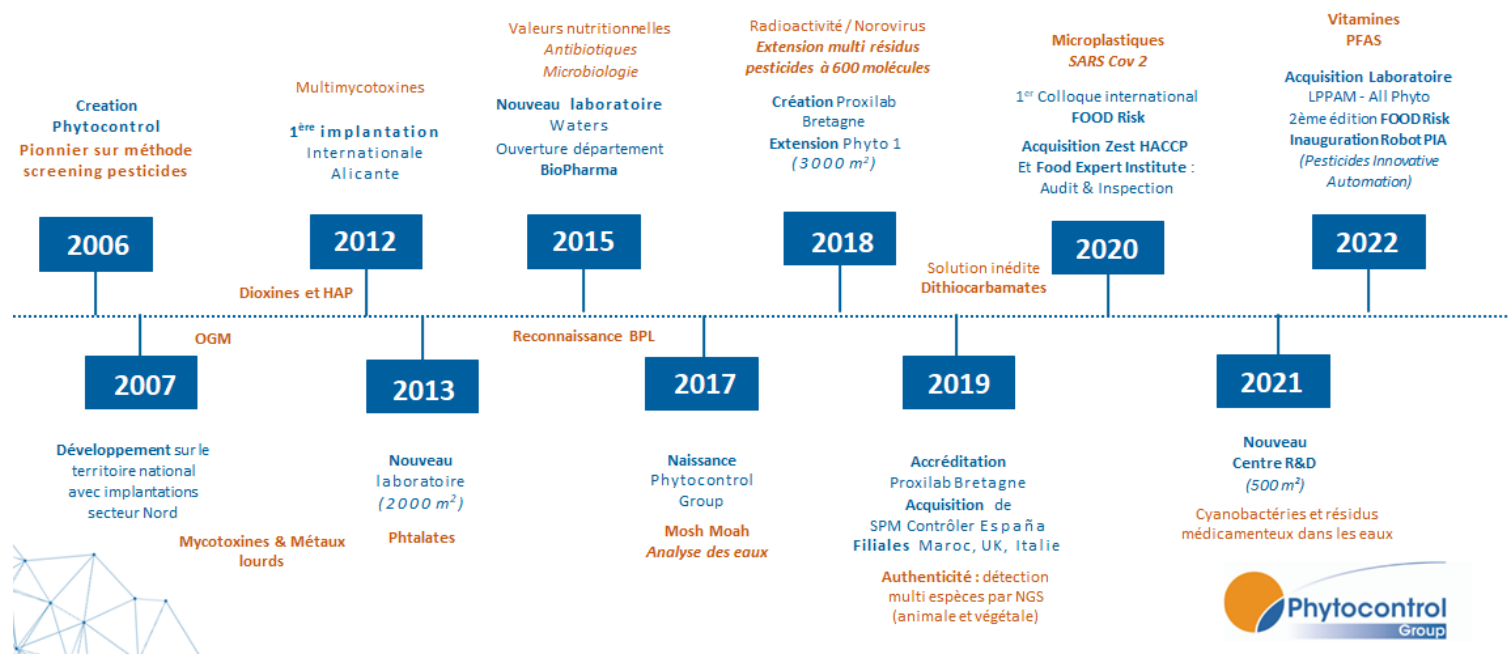 Creation
Phytocontrol
Pionnier sur méthode
screening pesticides
2006
Multimycotoxines
1ère implantation
Internationale
Alicante
2012
Valeurs nutritionnelles
Antibiotiques
Microbiologie
Nouveau laboratoire
Waters
Ouverture département
BioPharma
2015
Radioactivité / Norovirus
Extension multi résidus
pesticides à 600 molécules
Création Proxilab
Bretagne
Extension Phyto 1
(3000 m²)
2018
Microplastiques
SARS Cov 2
1er Colloque international
FOOD Risk
Acquisition Zest HACCP
Et Food Expert Institute :
Audit & Inspection
2020
Vitamines
PFAS
Acquisition Laboratoire
LPPAM - All Phyto
2ème édition FOOD Risk
Inauguration Robot PIA
(Pesticides Innovative
Automation)
2022
Dioxines et HAP
Solution inédite
Dithiocarbamates
OGM
Reconnaissance BPL
2007
Développement sur le
territoire national
avec implantations
secteur Nord
Mycotoxines & Métaux
lourds
2013
Nouveau
laboratoire
(2000 m²)
Phtalates
2017
Naissance
Phytocontrol
Group
Mosh Moah
Analyse des eaux
2019
Accréditation
Proxilab Bretagne
Acquisition de
SPM Contrôler España
Filiales Maroc, UK, Italie
Authenticité : détection
multi espèces par NGS
(animale et végétale)
2021
Nouveau
Centre R&D
(500 m²)
Cyanobactéries et résidus
médicamenteux dans les eaux
Phytocontrol
Group